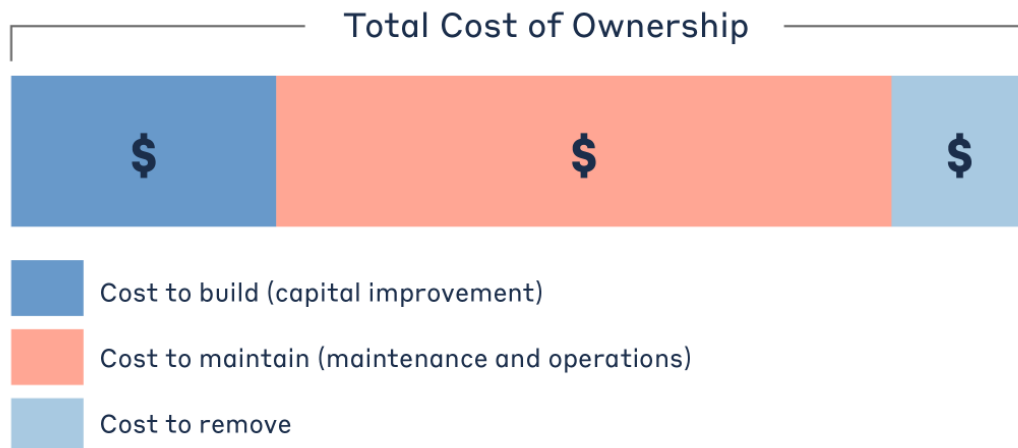 Total Cost of Ownership
$ $ $
Cost to build (capital improvement)
Cost to maintain (maintenance and operations)
Cost to remove